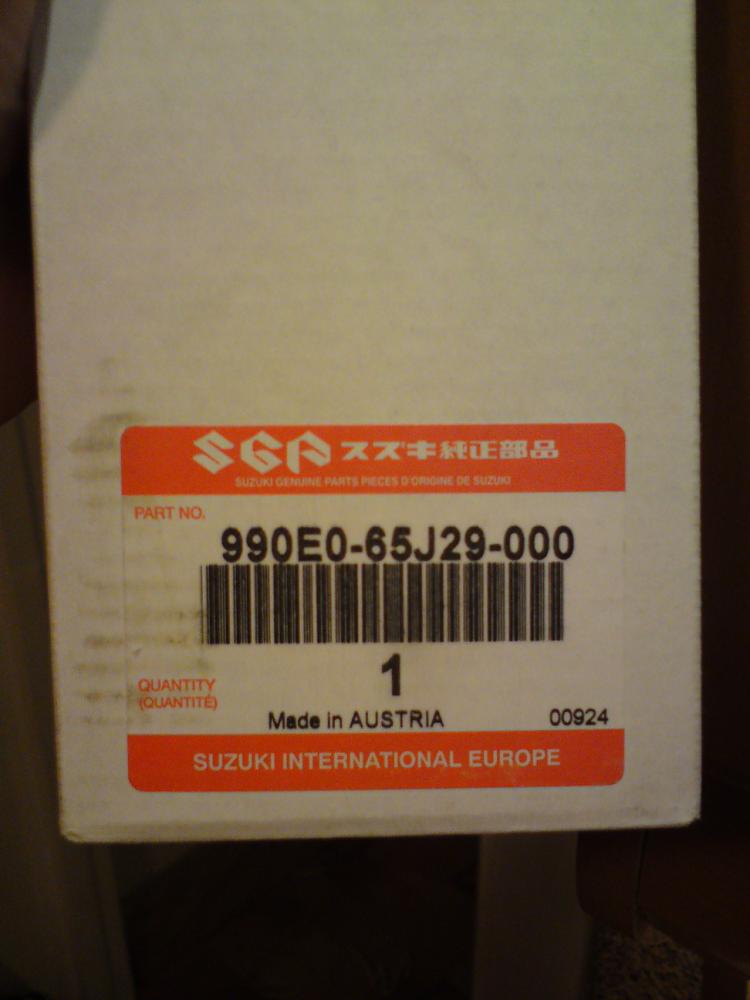 SGP スズキ純正部品
SUZUKI GENUINE PARTS PIECES D'ORIGINE DE SUZUKI
PART NO.
990E0-65J29-000
1
QUANTITY
(QUANTITÉ)
Made in AUSTRIA 00924
SUZUKI INTERNATIONAL EUROPE